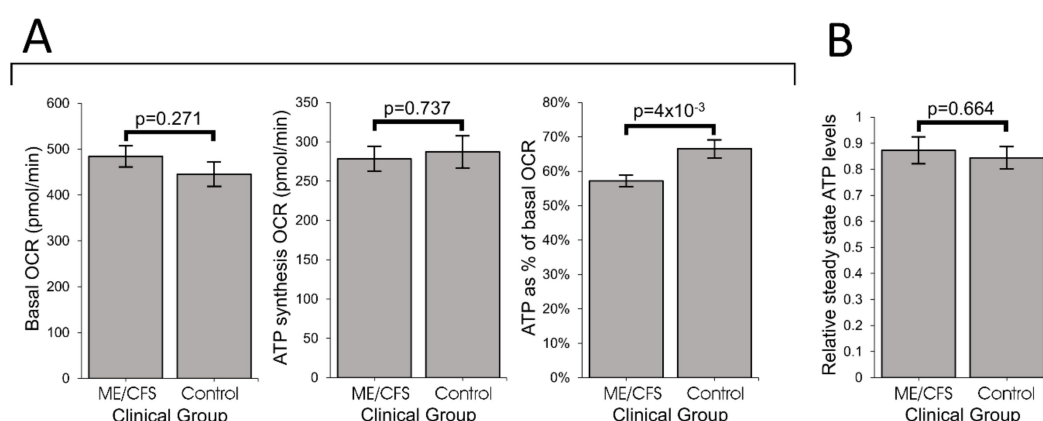 A
B
Basal OCR (pmol/min)
600
500
400
300
200
100
0
p=0.271
ME/CFS Control
Clinical Group
ATP synthesis OCR (pmol/min)
350
300
250
200
150
100
50
0
p=0.737
ME/CFS Control
Clinical Group
ATP as % of basal OCR
80%
70%
60%
50%
40%
30%
20%
10%
0%
p=4x10⁻³
ME/CFS Control
Clinical Group
Relative steady state ATP levels
1
0.9
0.8
0.7
0.6
0.5
0.4
0.3
0.2
0.1
0
p=0.664
ME/CFS Control
Clinical Group